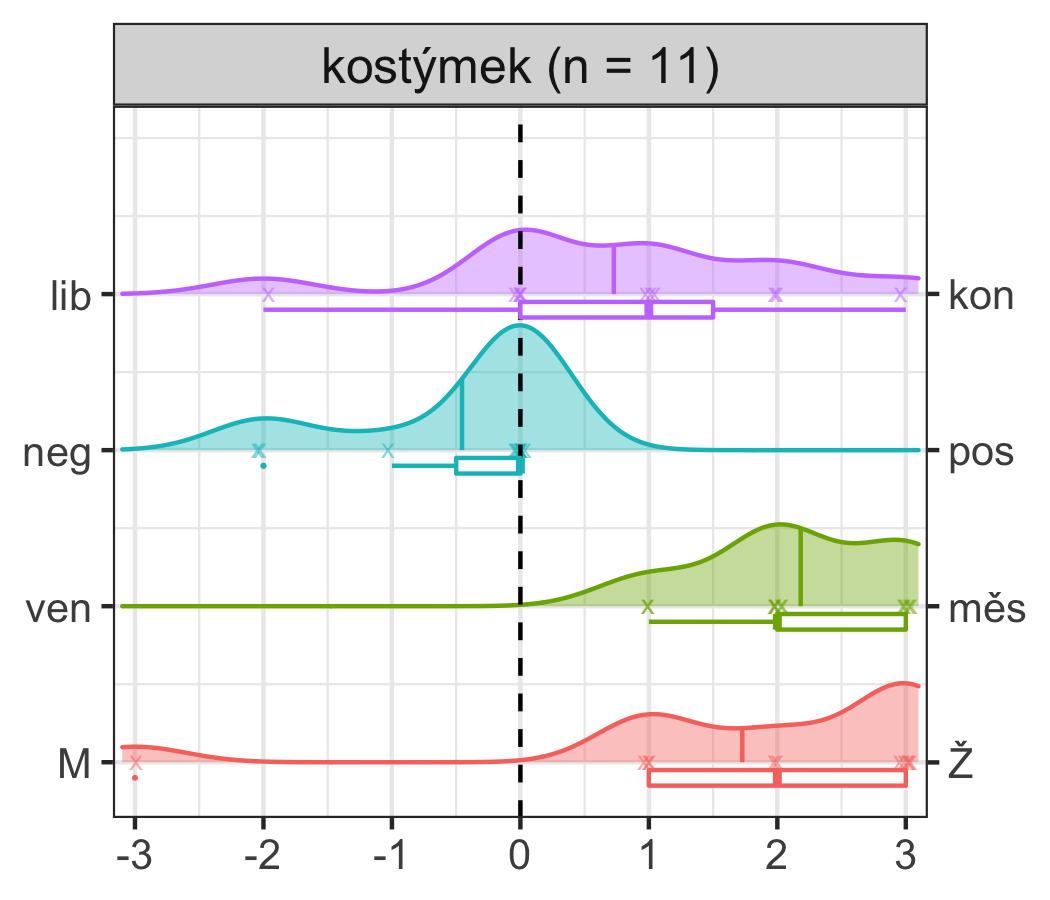 kostýmek (n = 11)
lib kon
neg pos
ven měs
M Ž
-3 -2 -1 0 1 2 3